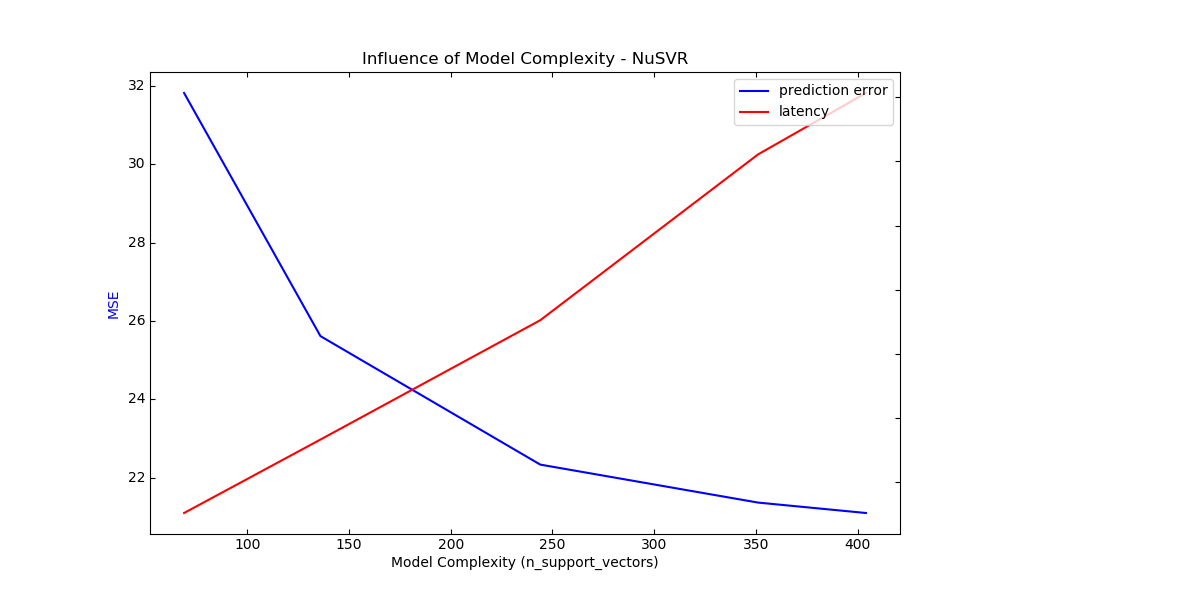 Influence of Model Complexity - NuSVR
prediction error
latency
32
30
28
26
24
22
MSE
100 150 200 250 300 350 400
Model Complexity (n_support_vectors)